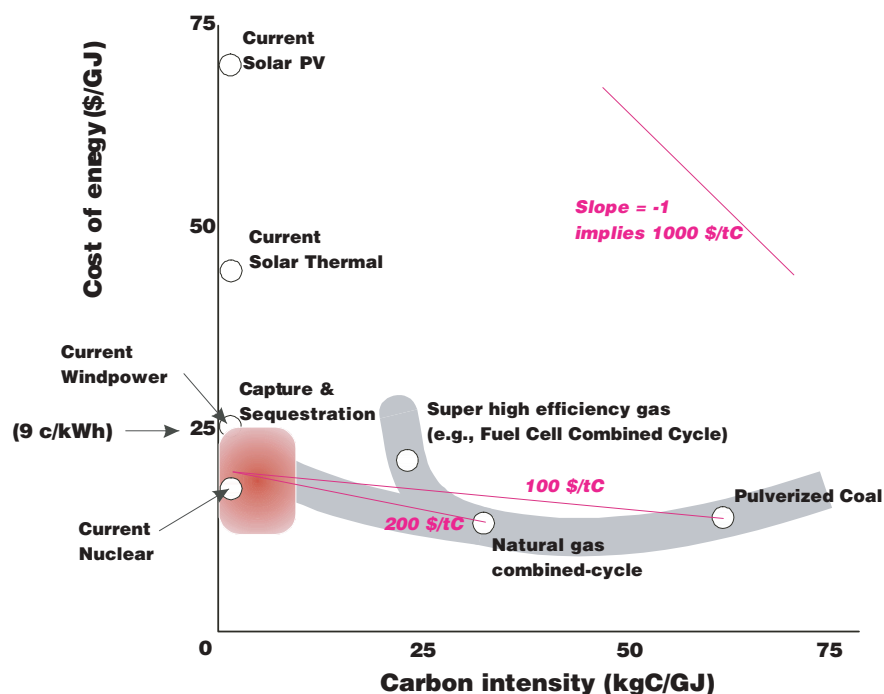 75
Current
Solar PV
Cost of energy ($/GJ)
50
Slope = -1
implies 1000 $/tC
Current
Solar Thermal
Current
Windpower
Capture &
Sequestration
Super high efficiency gas
(e.g., Fuel Cell Combined Cycle)
(9 c/kWh)
25
100 $/tC
Pulverized Coal
200 $/tC
Current
Nuclear
Natural gas
combined-cycle
0
25
50
75
Carbon intensity (kgC/GJ)